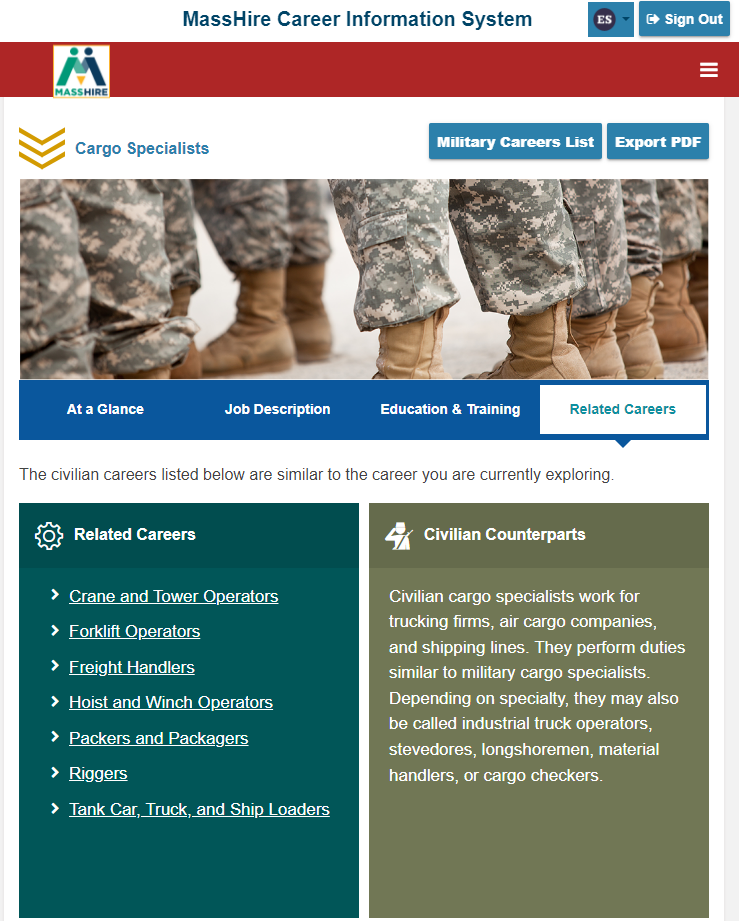 MassHire Career Information System
ES
Sign Out
MASSHIRE
Cargo Specialists
Military Careers List
Export PDF
At a Glance
Job Description
Education & Training
Related Careers
The civilian careers listed below are similar to the career you are currently exploring.
Related Careers
Crane and Tower Operators
Forklift Operators
Freight Handlers
Hoist and Winch Operators
Packers and Packagers
Riggers
Tank Car, Truck, and Ship Loaders
Civilian Counterparts
Civilian cargo specialists work for
trucking firms, air cargo companies,
and shipping lines. They perform duties
similar to military cargo specialists.
Depending on specialty, they may also
be called industrial truck operators,
stevedores, longshoremen, material
handlers, or cargo checkers.